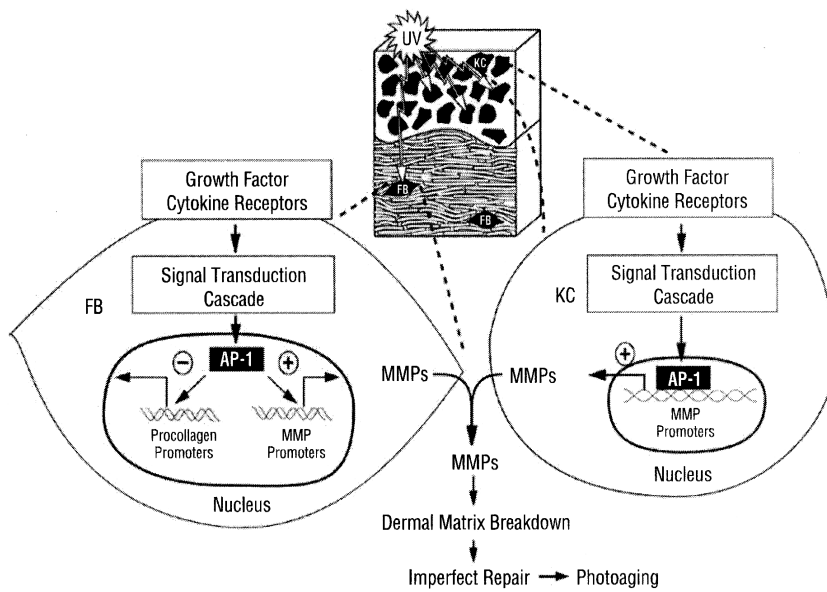 UV
KC
FB
FB
Growth Factor
Cytokine Receptors
Signal Transduction
Cascade
FB
AP-1
−
+
Procollagen
Promoters
MMP
Promoters
Nucleus
Growth Factor
Cytokine Receptors
Signal Transduction
Cascade
KC
+
AP-1
MMP
Promoters
Nucleus
MMPs
MMPs
MMPs
Dermal Matrix Breakdown
Imperfect Repair
Photoaging